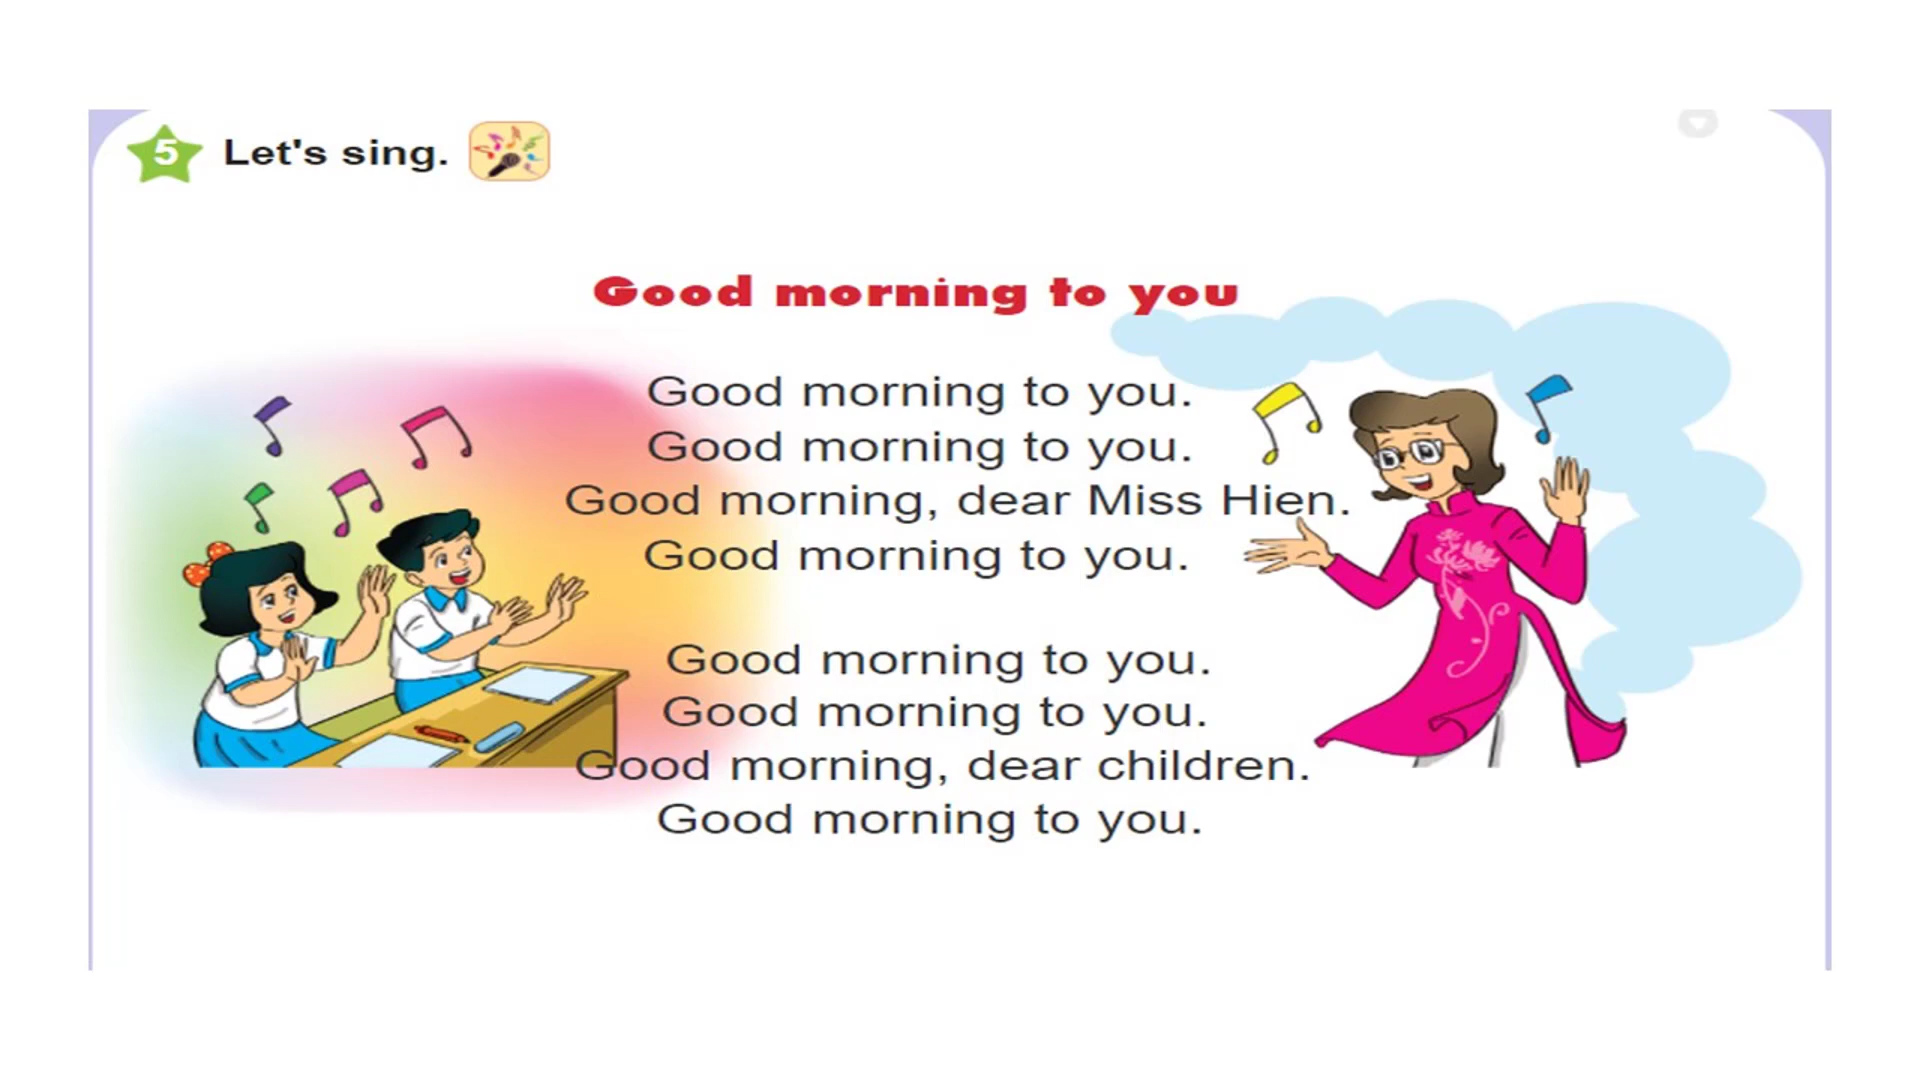 5 Let's sing.
Good morning to you
Good morning to you.
Good morning to you.
Good morning, dear Miss Hien.
Good morning to you.
Good morning to you.
Good morning to you.
Good morning, dear children.
Good morning to you.